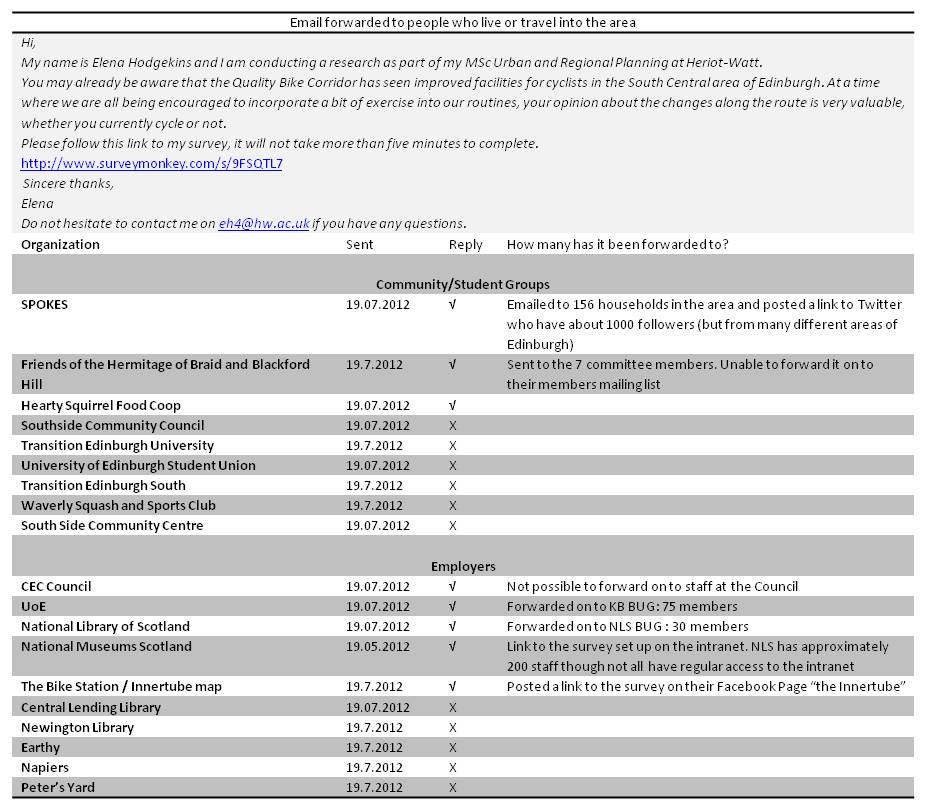 Email forwarded to people who live or travel into the area
Hi,
My name is Elena Hodgekins and I am conducting a research as part of my MSc Urban and Regional Planning at Heriot-Watt.
You may already be aware that the Quality Bike Corridor has seen improved facilities for cyclists in the South Central area of Edinburgh. At a time
where we are all being encouraged to incorporate a bit of exercise into our routines, your opinion about the changes along the route is very valuable,
whether you currently cycle or not.
Please follow this link to my survey, it will not take more than five minutes to complete.
http://www.surveymonkey.com/s/9FSQTL7
Sincere thanks,
Elena
Do not hesitate to contact me on eh4@hw.ac.uk if you have any questions.
Organization Sent Reply How many has it been forwarded to?
Community/Student Groups
SPOKES 19.07.2012 √ Emailed to 156 households in the area and posted a link to Twitter
who have about 1000 followers (but from many different areas of
Edinburgh)
Friends of the Hermitage of Braid and Blackford 19.7.2012 √ Sent to the 7 committee members. Unable to forward it on to
Hill their members mailing list
Hearty Squirrel Food Coop 19.07.2012 √
Southside Community Council 19.07.2012 X
Transition Edinburgh University 19.7.2012 X
University of Edinburgh Student Union 19.07.2012 X
Transition Edinburgh South 19.7.2012 X
Waverly Squash and Sports Club 19.7.2012 X
South Side Community Centre 19.07.2012 X
Employers
CEC Council 19.07.2012 √ Not possible to forward on to staff at the Council
UoE 19.07.2012 √ Forwarded on to KB BUG: 75 members
National Library of Scotland 19.07.2012 √ Forwarded on to NLS BUG : 30 members
National Museums Scotland 19.05.2012 √ Link to the survey set up on the intranet. NLS has approximately
200 staff though not all have regular access to the intranet
The Bike Station / Innertube map 19.7.2012 √ Posted a link to the survey on their Facebook Page “the Innertube”
Central Lending Library 19.07.2012 X
Newington Library 19.7.2012 X
Earthy 19.7.2012 X
Napiers 19.7.2012 X
Peter’s Yard 19.7.2012 X